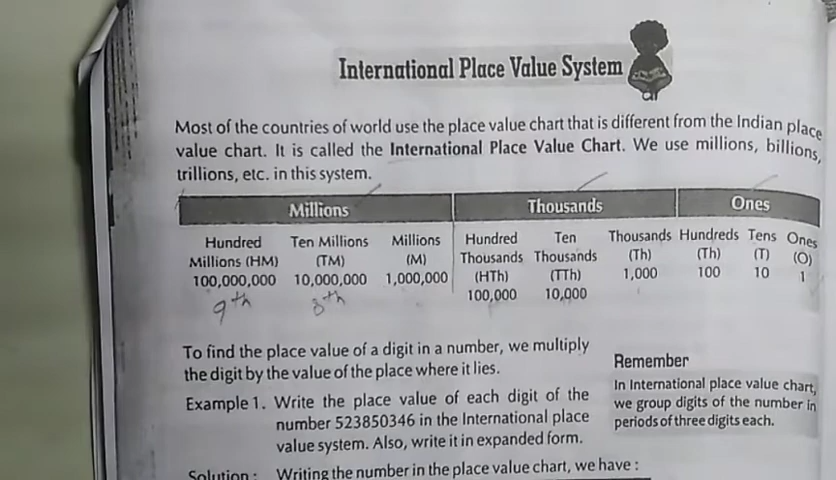 International Place Value System
Most of the countries of world use the place value chart that is different from the Indian place
value chart. It is called the International Place Value Chart. We use millions, billions,
trillions, etc. in this system.
Millions Thousands Ones
Hundred Ten Millions Millions Hundred Ten Thousands Hundreds Tens Ones
Millions (HM) (TM) (M) Thousands Thousands (Th) (Th) (T) (O)
100,000,000 10,000,000 1,000,000 (HTh) (TTh) 1,000 100 10 1
100,000 10,000
9th 8th
To find the place value of a digit in a number, we multiply
the digit by the value of the place where it lies.
Remember
In International place value chart,
we group digits of the number in
periods of three digits each.
Example 1. Write the place value of each digit of the
number 523850346 in the International place
value system. Also, write it in expanded form.
Solution : Writing the number in the place value chart, we have :